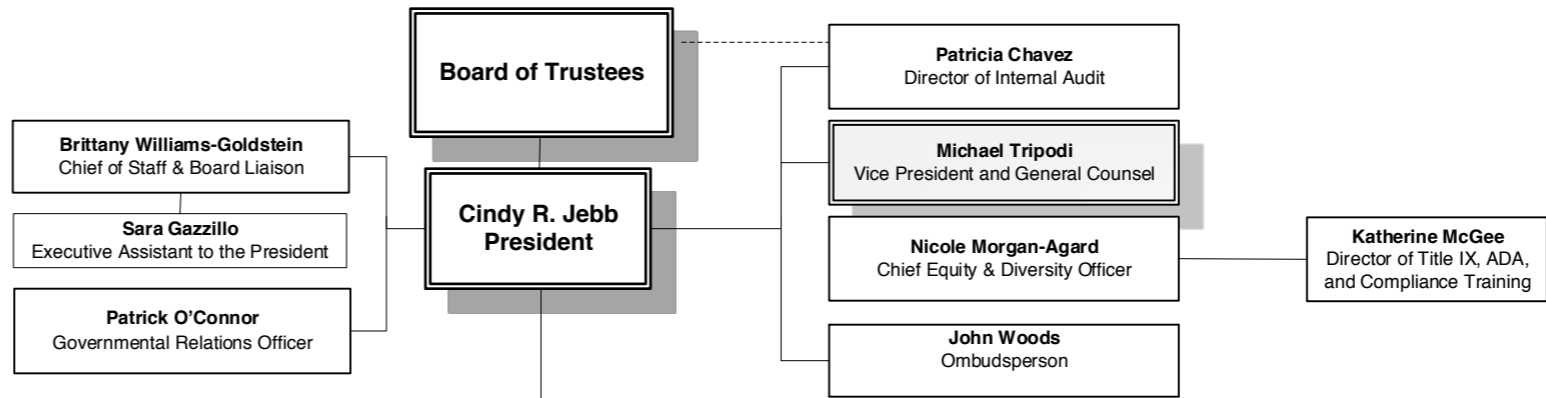 Board of Trustees
Cindy R. Jebb
President
Brittany Williams-Goldstein
Chief of Staff & Board Liaison
Sara Gazzillo
Executive Assistant to the President
Patrick O’Connor
Governmental Relations Officer
Patricia Chavez
Director of Internal Audit
Michael Tripodi
Vice President and General Counsel
Nicole Morgan-Agard
Chief Equity & Diversity Officer
John Woods
Ombudsperson
Katherine McGee
Director of Title IX, ADA,
and Compliance Training